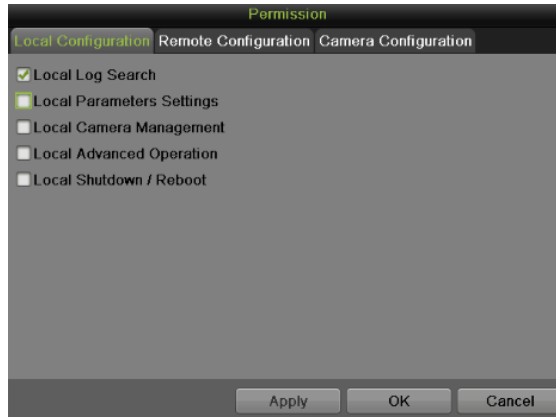 Permission
Local Configuration Remote Configuration Camera Configuration
Local Log Search
Local Parameters Settings
Local Camera Management
Local Advanced Operation
Local Shutdown / Reboot
Apply OK Cancel